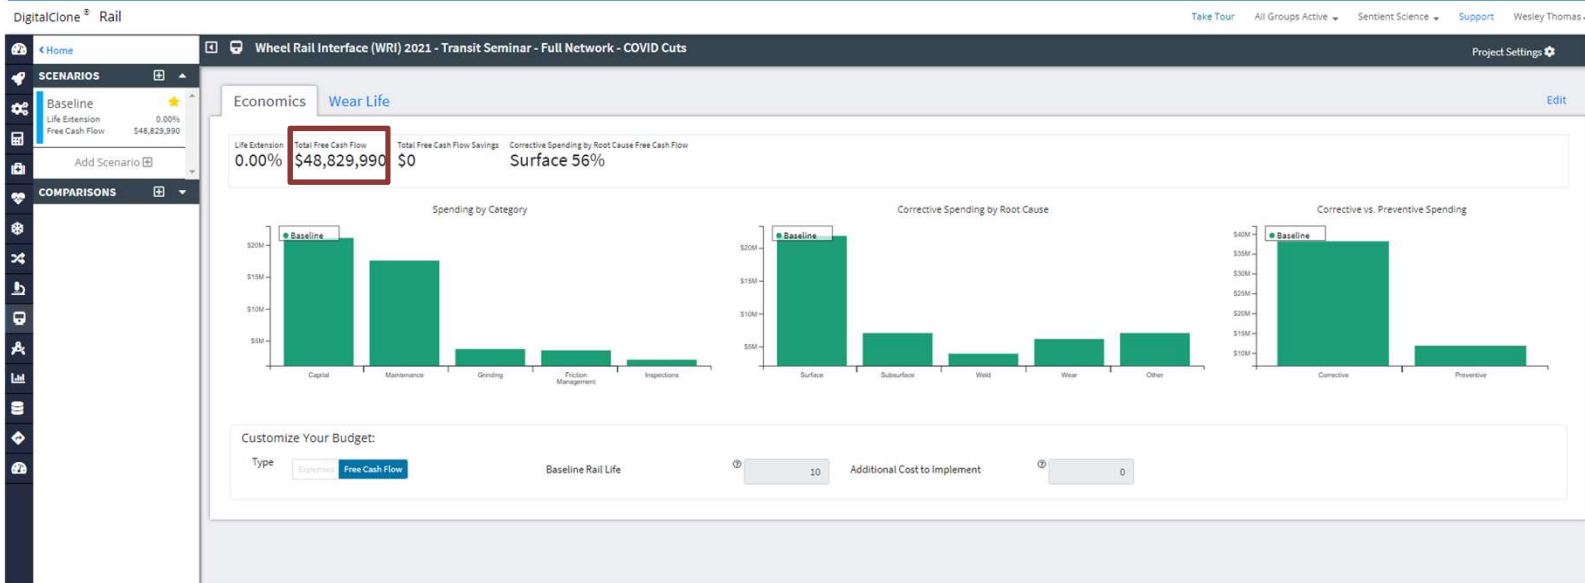 DigitalClone ® Rail
Take Tour All Groups Active Sentient Science Support Wesley Thomas
Home
Wheel Rail Interface (WRI) 2021 - Transit Seminar - Full Network - COVID Cuts
Project Settings
SCENARIOS
Baseline
Life Extension 0.00%
Free Cash Flow $48,829,990
Add Scenario
COMPARISONS
Economics Wear Life
Edit
Life Extension Total Free Cash Flow Total Free Cash Flow Savings Corrective Spending by Root Cause Free Cash Flow
0.00% $48,829,990 $0 Surface 56%
Spending by Category
Baseline
$20M
$15M
$10M
$5M
Capital Maintenance Grinding Friction Management Inspections
Corrective Spending by Root Cause
Baseline
$20M
$15M
$10M
$5M
Surface Subsurface Weld Wear Other
Corrective vs. Preventive Spending
$40M
Baseline
$35M
$30M
$25M
$20M
$15M
$10M
Corrective Preventive
Customize Your Budget:
Type Expenses Free Cash Flow Baseline Rail Life 10 Additional Cost to Implement 0